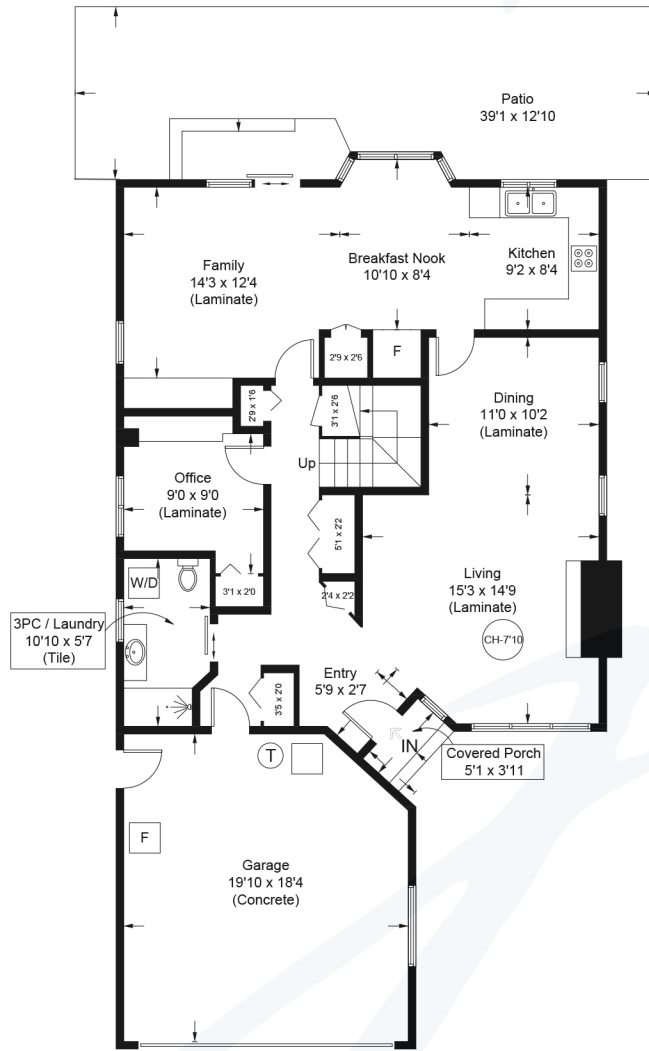 Patio
39'1 x 12'10
Family
14'3 x 12'4
(Laminate)
Breakfast Nook
10'10 x 8'4
Kitchen
9'2 x 8'4
2'9 x 2'6
F
Dining
11'0 x 10'2
(Laminate)
2'9 x 1'6
3'1 x 2'6
Up
Office
9'0 x 9'0
(Laminate)
5'1 x 2'2
W/D
3'1 x 2'0
2'4 x 2'2
Living
15'3 x 14'9
(Laminate)
CH-7'10
3PC / Laundry
10'10 x 5'7
(Tile)
Entry
5'9 x 2'7
3'5 x 2'0
IN
Covered Porch
5'1 x 3'11
T
F
Garage
19'10 x 18'4
(Concrete)